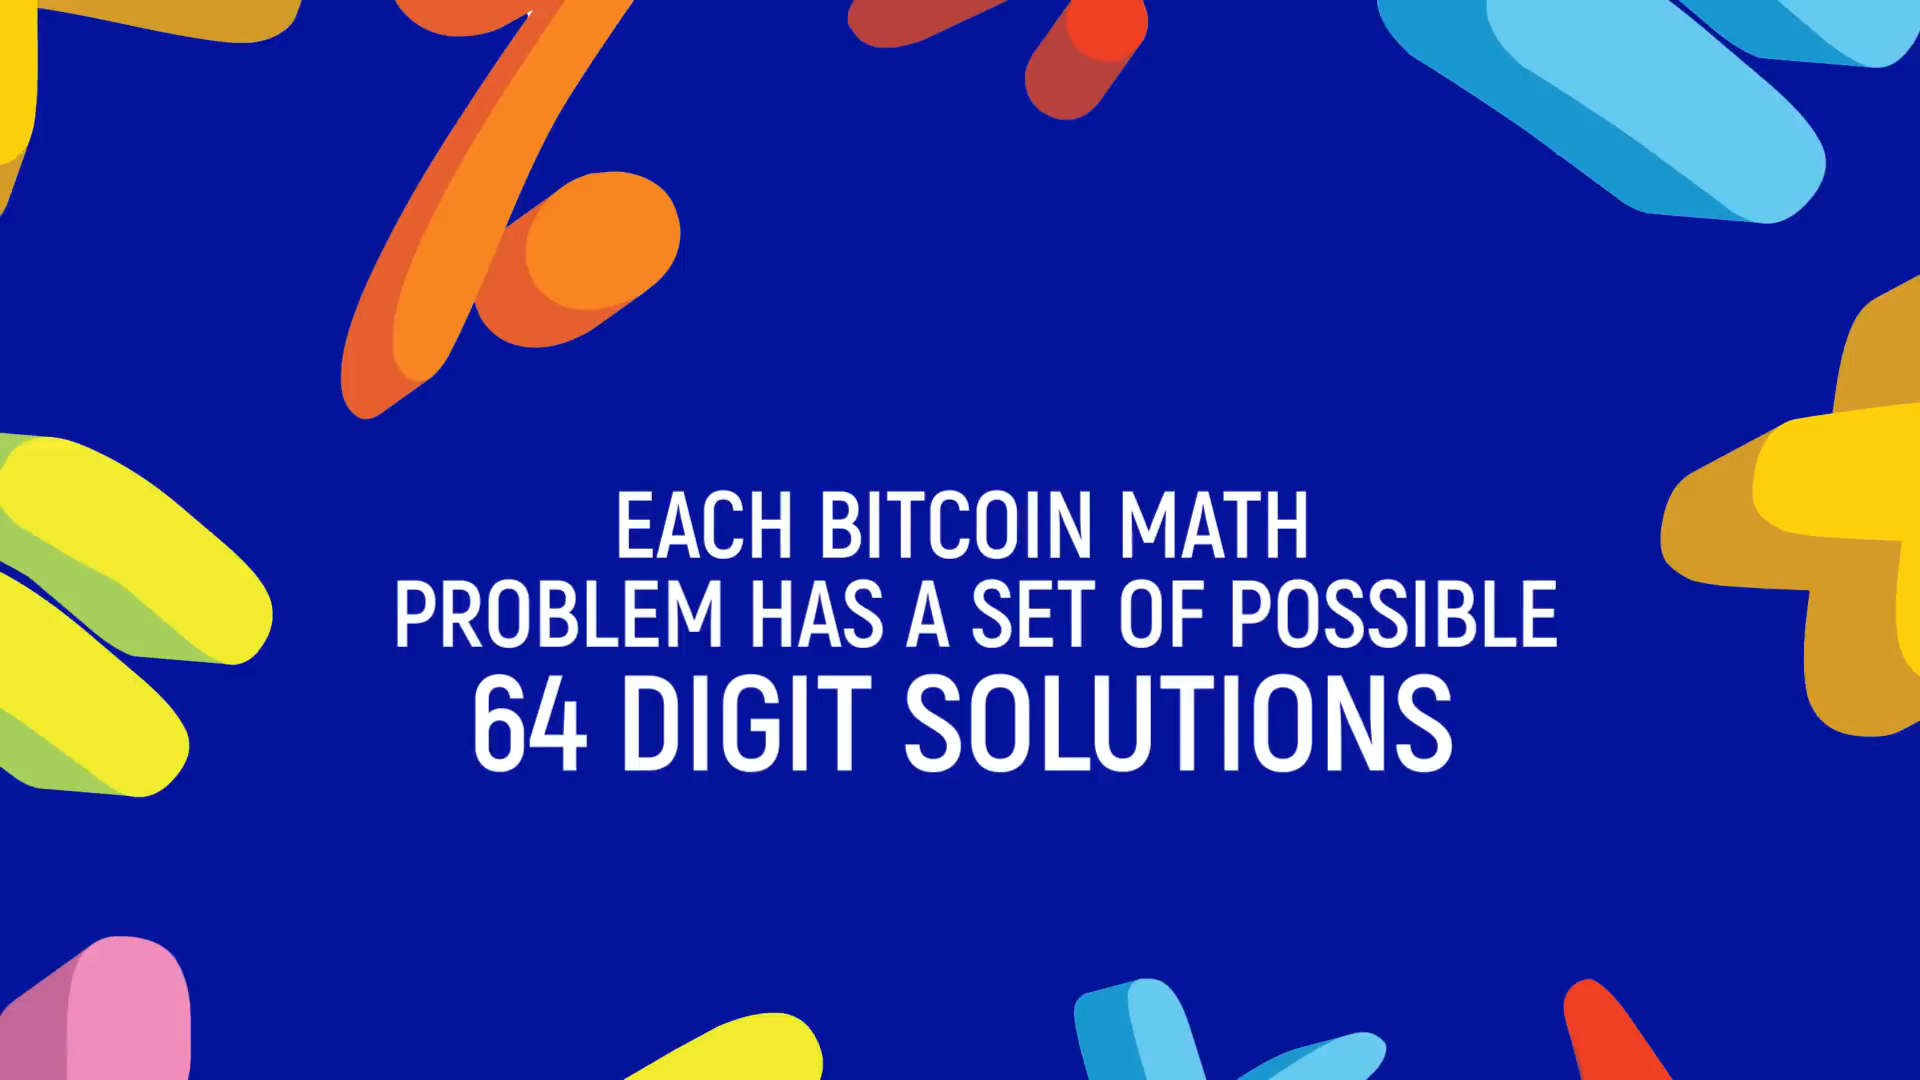 EACH BITCOIN MATH
PROBLEM HAS A SET OF POSSIBLE
64 DIGIT SOLUTIONS